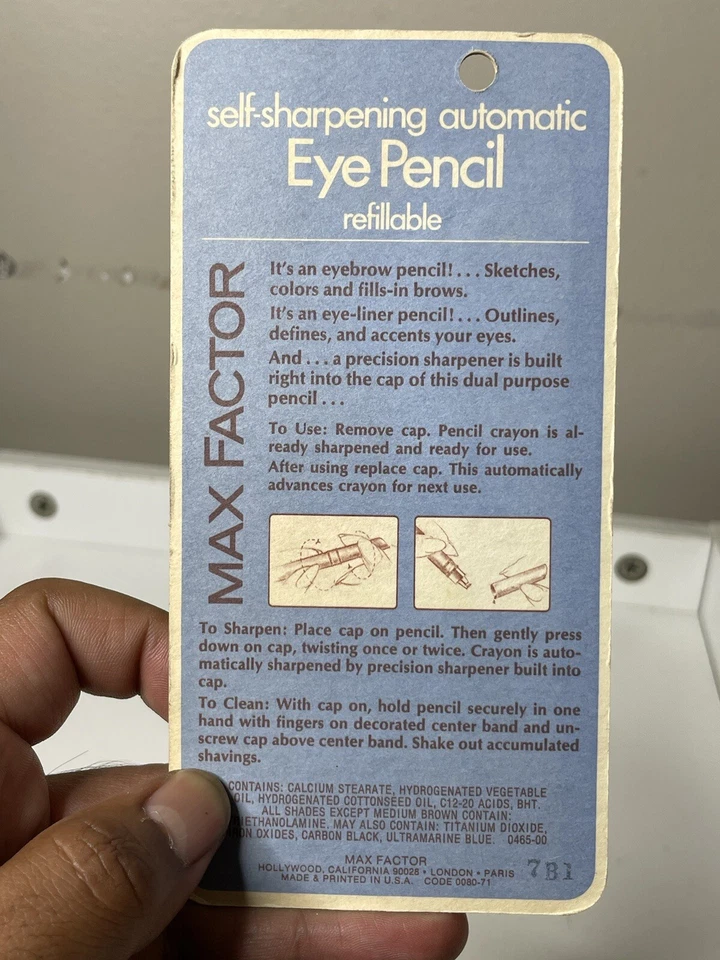 self-sharpening automatic
Eye Pencil
refillable
MAX FACTOR
It's an eyebrow pencil!... Sketches,
colors and fills-in brows.
It's an eye-liner pencil!... Outlines,
defines, and accents your eyes.
And... a precision sharpener is built
right into the cap of this dual purpose
pencil...
To Use: Remove cap. Pencil crayon is al-
ready sharpened and ready for use.
After using replace cap. This automatically
advances crayon for next use.
To Sharpen: Place cap on pencil. Then gently press
down on cap, twisting once or twice. Crayon is auto-
matically sharpened by precision sharpener built into
cap.
To Clean: With cap on, hold pencil securely in one
hand with fingers on decorated center band and un-
screw cap above center band. Shake out accumulated
shavings.
CONTAINS: CALCIUM STEARATE, HYDROGENATED VEGETABLE
OIL, HYDROGENATED COTTONSEED OIL, C12-20 ACIDS, BHT.
ALL SHADES EXCEPT MEDIUM BROWN CONTAIN:
MAY ALSO CONTAIN: TITANIUM DIOXIDE,
OXIDES, CARBON BLACK, ULTRAMARINE BLUE. 0465-00
MAX FACTOR
HOLLYWOOD, CALIFORNIA 90028 • LONDON • PARIS
MADE & PRINTED IN U.S.A. CODE 0080-71
7B1